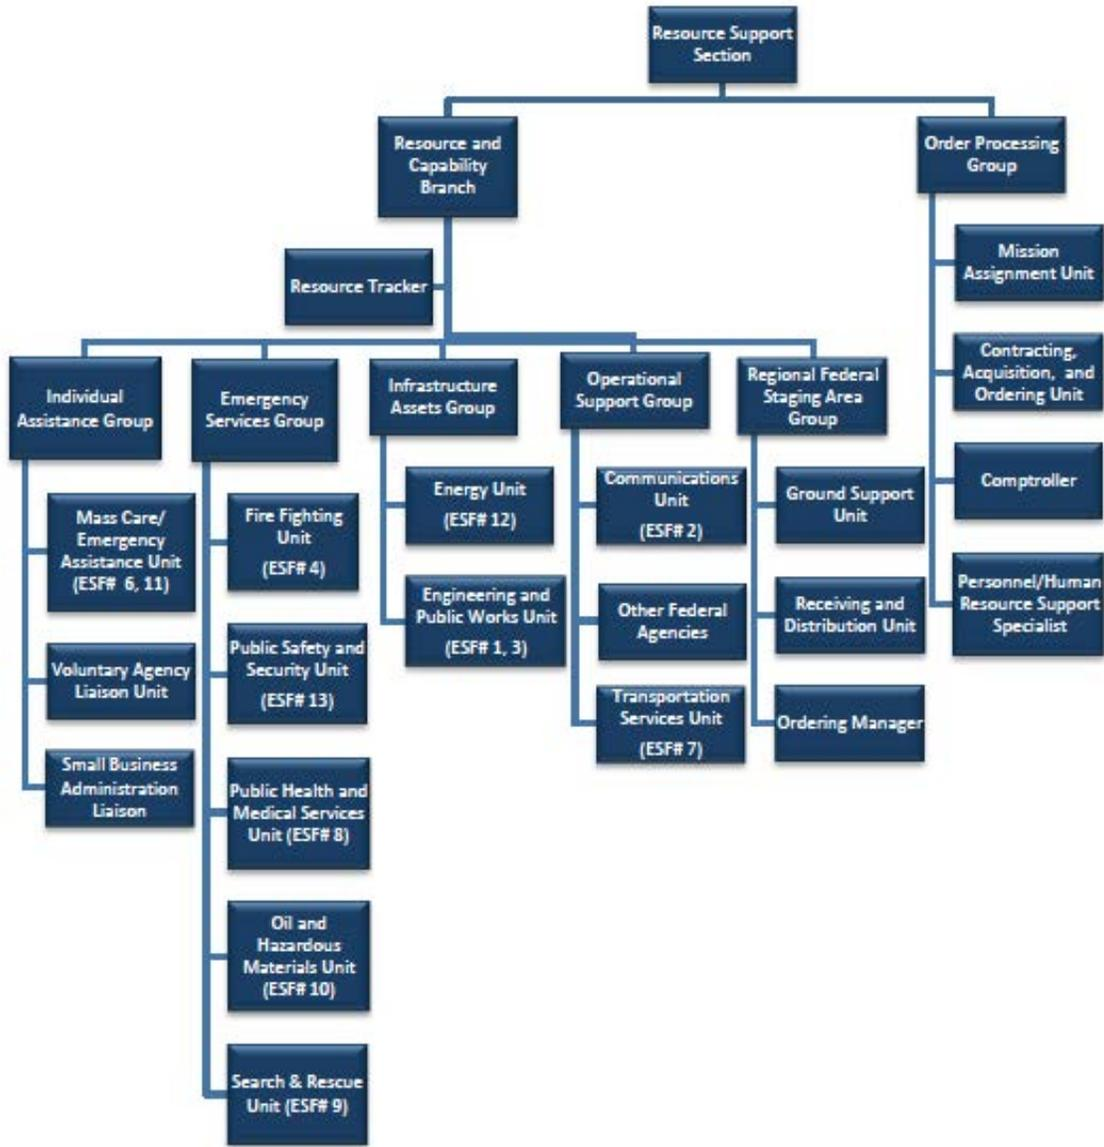 Resource Support
Section
Resource and
Capability
Branch
Order Processing
Group
Resource Tracker
Mission
Assignment Unit
Contracting,
Acquisition, and
Ordering Unit
Comptroller
Personnel/Human
Resource Support
Specialist
Individual
Assistance Group
Mass Care/
Emergency
Assistance Unit
(ESF# 6, 11)
Voluntary Agency
Liaison Unit
Small Business
Administration
Liaison
Emergency
Services Group
Fire Fighting
Unit
(ESF# 4)
Public Safety and
Security Unit
(ESF# 13)
Public Health and
Medical Services
Unit (ESF# 8)
Oil and
Hazardous
Materials Unit
(ESF# 10)
Search & Rescue
Unit (ESF# 9)
Infrastructure
Assets Group
Energy Unit
(ESF# 12)
Engineering and
Public Works Unit
(ESF# 1, 3)
Operational
Support Group
Communications
Unit
(ESF# 2)
Other Federal
Agencies
Transportation
Services Unit
(ESF# 7)
Regional Federal
Staging Area
Group
Ground Support
Unit
Receiving and
Distribution Unit
Ordering Manager